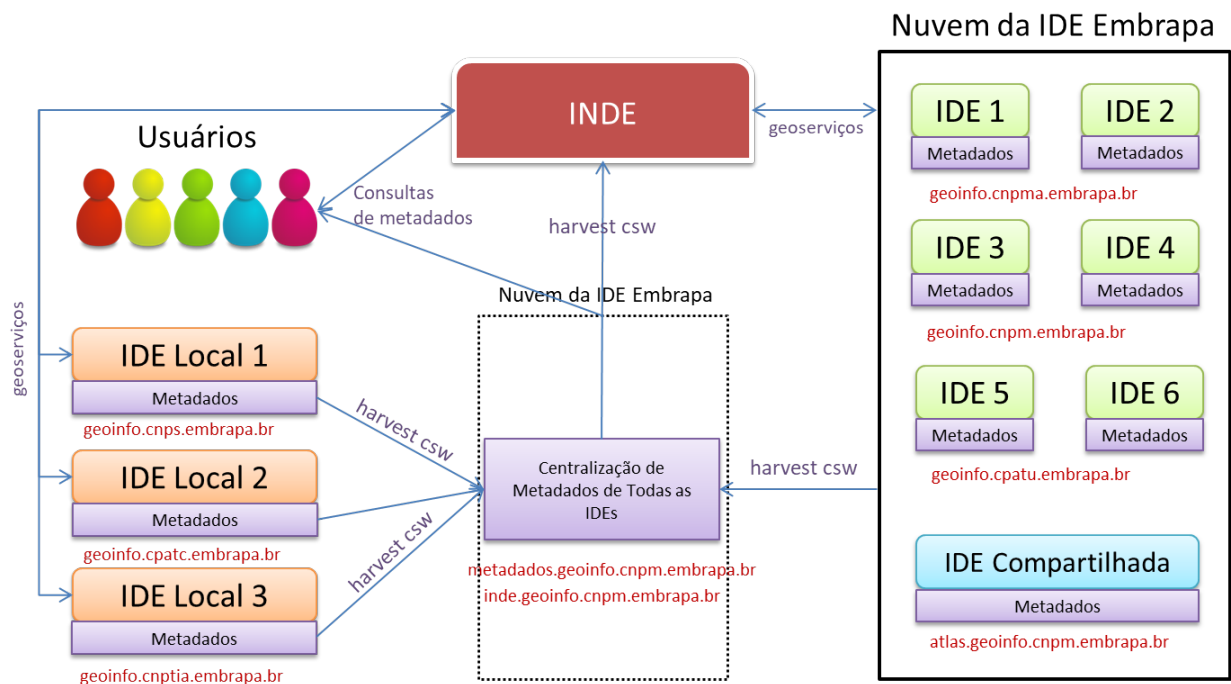 Nuvem da IDE Embrapa
INDE
Usuários
geoserviços
Consultas
de metadados
harvest csw
Nuvem da IDE Embrapa
geoserviços
IDE Local 1
Metadados
geoinfo.cnps.embrapa.br
IDE Local 2
Metadados
geoinfo.cpatc.embrapa.br
IDE Local 3
Metadados
geoinfo.cnptia.embrapa.br
harvest csw
harvest csw
Centralização de
Metadados de Todas as
IDEs
metadados.geoinfo.cnpm.embrapa.br
inde.geoinfo.cnpm.embrapa.br
harvest csw
IDE 1
Metadados
IDE 2
Metadados
geoinfo.cnpma.embrapa.br
IDE 3
Metadados
IDE 4
Metadados
geoinfo.cnpm.embrapa.br
IDE 5
Metadados
IDE 6
Metadados
geoinfo.cpatu.embrapa.br
IDE Compartilhada
Metadados
atlas.geoinfo.cnpm.embrapa.br